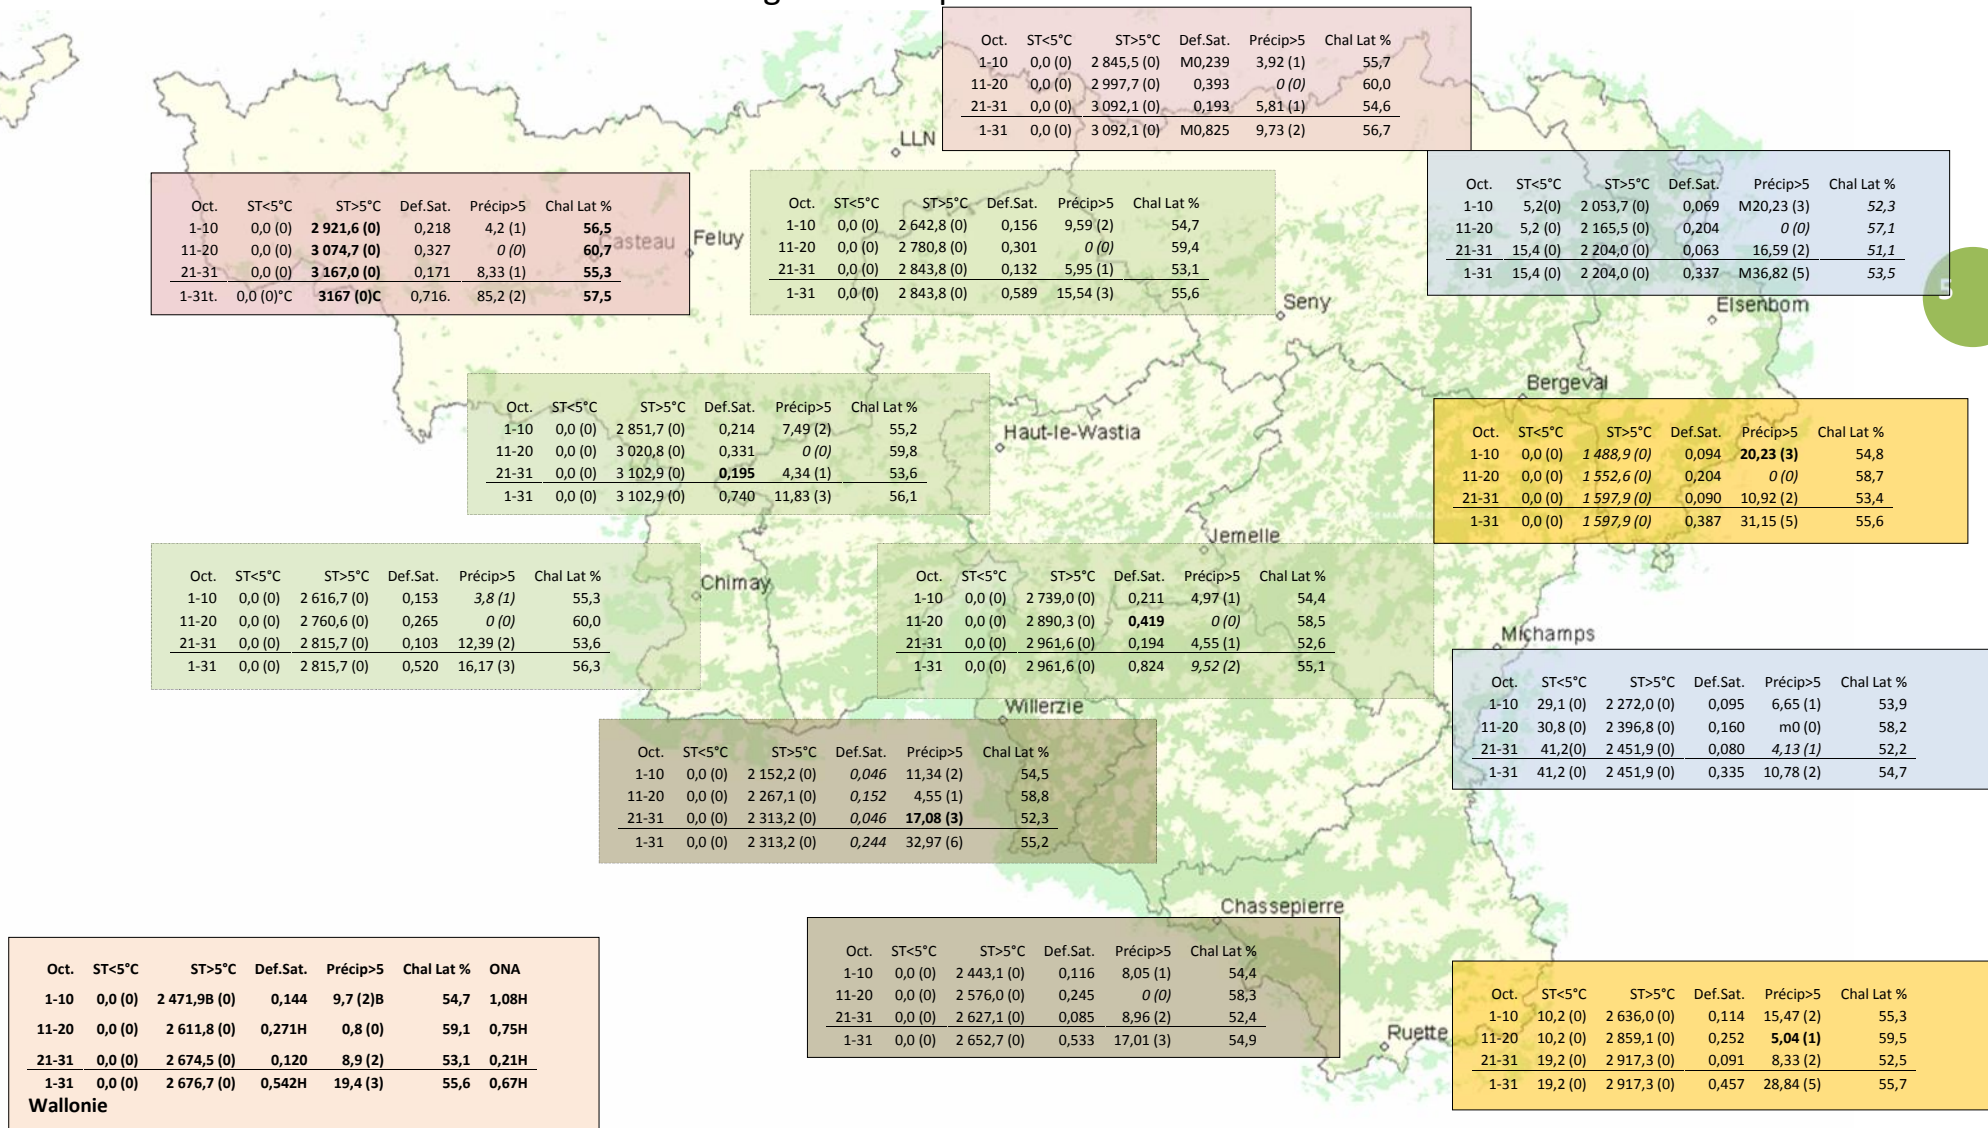 Oct. ST<5°C ST>5°C Def.Sat. Précip>5 Chal Lat %
1-10 0,0 (0) 2 845,5 (0) M0,239 3,92 (1) 55,7
11-20 0,0 (0) 2 997,7 (0) 0,393 0 (0) 60,0
21-31 0,0 (0) 3 092,1 (0) 0,193 5,81 (1) 54,6
1-31 0,0 (0) 3 092,1 (0) M0,825 9,73 (2) 56,7
LLN
Oct. ST<5°C ST>5°C Def.Sat. Précip>5 Chal Lat %
1-10 5,2(0) 2 053,7 (0) 0,069 M20,23 (3) 52,3
11-20 5,2 (0) 2 165,5 (0) 0,204 0 (0) 57,1
21-31 15,4 (0) 2 204,0 (0) 0,063 16,59 (2) 51,1
1-31 15,4 (0) 2 204,0 (0) 0,337 M36,82 (5) 53,5
5
Elsenborn
Oct. ST<5°C ST>5°C Def.Sat. Précip>5 Chal Lat %
1-10 0,0 (0) 2 921,6 (0) 0,218 4,2 (1) 56,5
11-20 0,0 (0) 3 074,7 (0) 0,327 0 (0) 60,7
21-31 0,0 (0) 3 167,0 (0) 0,171 8,33 (1) 55,3
1-31t. 0,0 (0)°C 3167 (0)C 0,716. 85,2 (2) 57,5
Casteau
Feluy
Oct. ST<5°C ST>5°C Def.Sat. Précip>5 Chal Lat %
1-10 0,0 (0) 2 642,8 (0) 0,156 9,59 (2) 54,7
11-20 0,0 (0) 2 780,8 (0) 0,301 0 (0) 59,4
21-31 0,0 (0) 2 843,8 (0) 0,132 5,95 (1) 53,1
1-31 0,0 (0) 2 843,8 (0) 0,589 15,54 (3) 55,6
Seny
Bergeval
Oct. ST<5°C ST>5°C Def.Sat. Précip>5 Chal Lat %
1-10 0,0 (0) 2 851,7 (0) 0,214 7,49 (2) 55,2
11-20 0,0 (0) 3 020,8 (0) 0,331 0 (0) 59,8
21-31 0,0 (0) 3 102,9 (0) 0,195 4,34 (1) 53,6
1-31 0,0 (0) 3 102,9 (0) 0,740 11,83 (3) 56,1
Haut-le-Wastia
Oct. ST<5°C ST>5°C Def.Sat. Précip>5 Chal Lat %
1-10 0,0 (0) 1 488,9 (0) 0,094 20,23 (3) 54,8
11-20 0,0 (0) 1 552,6 (0) 0,204 0 (0) 58,7
21-31 0,0 (0) 1 597,9 (0) 0,090 10,92 (2) 53,4
1-31 0,0 (0) 1 597,9 (0) 0,387 31,15 (5) 55,6
Jemelle
Oct. ST<5°C ST>5°C Def.Sat. Précip>5 Chal Lat %
1-10 0,0 (0) 2 616,7 (0) 0,153 3,8 (1) 55,3
11-20 0,0 (0) 2 760,6 (0) 0,265 0 (0) 60,0
21-31 0,0 (0) 2 815,7 (0) 0,103 12,39 (2) 53,6
1-31 0,0 (0) 2 815,7 (0) 0,520 16,17 (3) 56,3
Chimay
Oct. ST<5°C ST>5°C Def.Sat. Précip>5 Chal Lat %
1-10 0,0 (0) 2 739,0 (0) 0,211 4,97 (1) 54,4
11-20 0,0 (0) 2 890,3 (0) 0,419 0 (0) 58,5
21-31 0,0 (0) 2 961,6 (0) 0,194 4,55 (1) 52,6
1-31 0,0 (0) 2 961,6 (0) 0,824 9,52 (2) 55,1
Michamps
Oct. ST<5°C ST>5°C Def.Sat. Précip>5 Chal Lat %
1-10 29,1 (0) 2 272,0 (0) 0,095 6,65 (1) 53,9
11-20 30,8 (0) 2 396,8 (0) 0,160 m0 (0) 58,2
21-31 41,2(0) 2 451,9 (0) 0,080 4,13 (1) 52,2
1-31 41,2 (0) 2 451,9 (0) 0,335 10,78 (2) 54,7
Willerzie
Oct. ST<5°C ST>5°C Def.Sat. Précip>5 Chal Lat %
1-10 0,0 (0) 2 152,2 (0) 0,046 11,34 (2) 54,5
11-20 0,0 (0) 2 267,1 (0) 0,152 4,55 (1) 58,8
21-31 0,0 (0) 2 313,2 (0) 0,046 17,08 (3) 52,3
1-31 0,0 (0) 2 313,2 (0) 0,244 32,97 (6) 55,2
Chassepierre
Oct. ST<5°C ST>5°C Def.Sat. Précip>5 Chal Lat %
1-10 0,0 (0) 2 443,1 (0) 0,116 8,05 (1) 54,4
11-20 0,0 (0) 2 576,0 (0) 0,245 0 (0) 58,3
21-31 0,0 (0) 2 627,1 (0) 0,085 8,96 (2) 52,4
1-31 0,0 (0) 2 652,7 (0) 0,533 17,01 (3) 54,9
Ruette
Oct. ST<5°C ST>5°C Def.Sat. Précip>5 Chal Lat %
1-10 10,2 (0) 2 636,0 (0) 0,114 15,47 (2) 55,3
11-20 10,2 (0) 2 859,1 (0) 0,252 5,04 (1) 59,5
21-31 19,2 (0) 2 917,3 (0) 0,091 8,33 (2) 52,5
1-31 19,2 (0) 2 917,3 (0) 0,457 28,84 (5) 55,7
Oct. ST<5°C ST>5°C Def.Sat. Précip>5 Chal Lat % ONA
1-10 0,0 (0) 2 471,9B (0) 0,144 9,7 (2)B 54,7 1,08H
11-20 0,0 (0) 2 611,8 (0) 0,271H 0,8 (0) 59,1 0,75H
21-31 0,0 (0) 2 674,5 (0) 0,120 8,9 (2) 53,1 0,21H
1-31 0,0 (0) 2 676,7 (0) 0,542H 19,4 (3) 55,6 0,67H
Wallonie